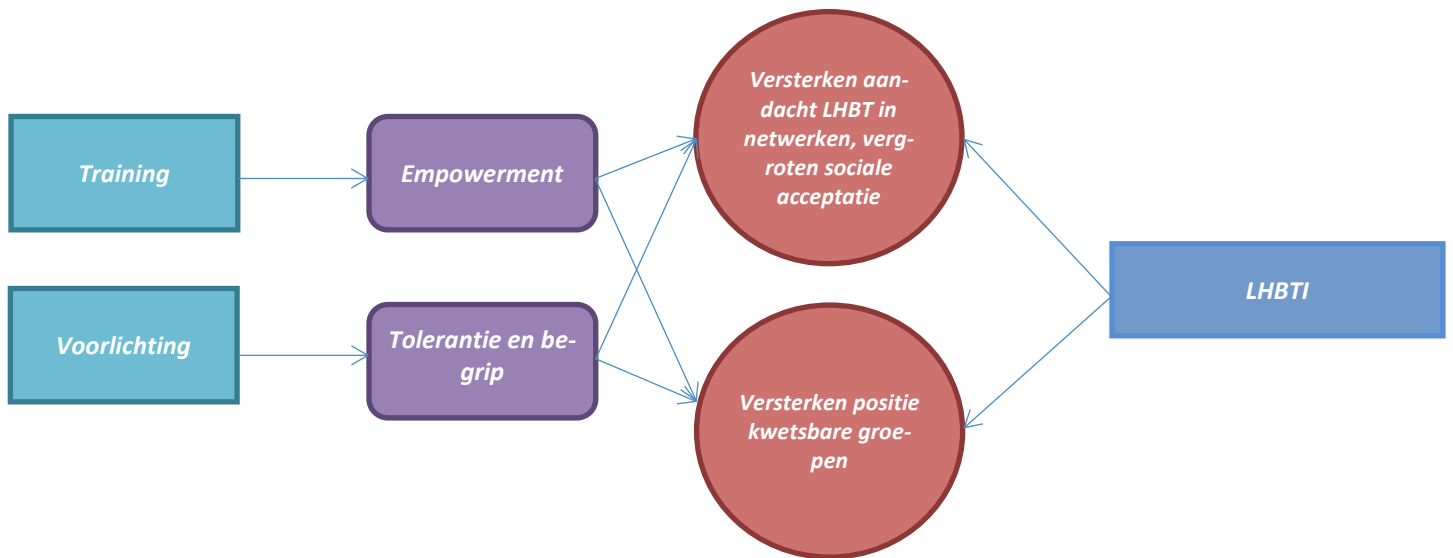 Training
Voorlichting
Empowerment
Tolerantie en be-
grip
Versterken aan-
dacht LHBT in
netwerken, verg-
roten sociale
acceptatie
Versterken positie
kwetsbare groe-
pen
LHBTI